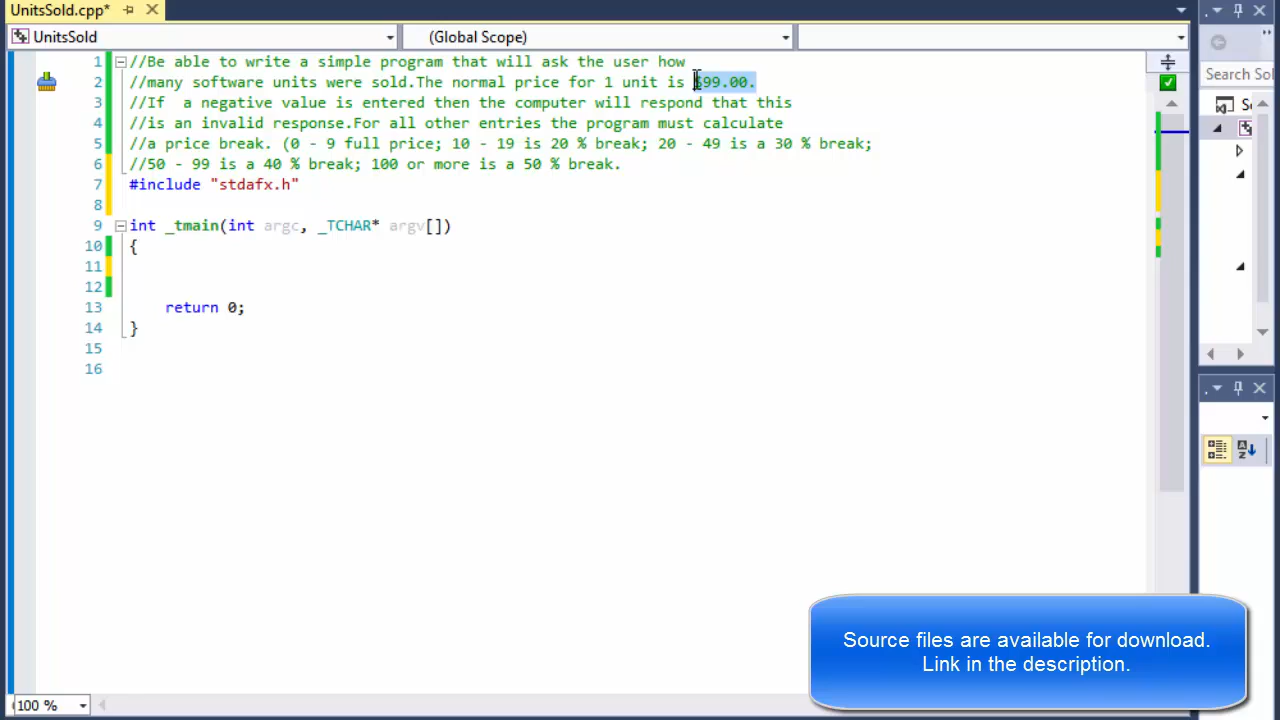 UnitsSold.cpp*
UnitsSold
(Global Scope)
1 //Be able to write a simple program that will ask the user how
2 //many software units were sold.The normal price for 1 unit is $99.00.
3 //If  a negative value is entered then the computer will respond that this
4 //is an invalid response.For all other entries the program must calculate
5 //a price break. (0 - 9 full price; 10 - 19 is 20 % break; 20 - 49 is a 30 % break;
6 //50 - 99 is a 40 % break; 100 or more is a 50 % break.
7 #include "stdafx.h"
8
9 int _tmain(int argc, _TCHAR* argv[])
10 {
11
12
13 return 0;
14 }
15
16
Search Sol
Source files are available for download.
Link in the description.
100 %